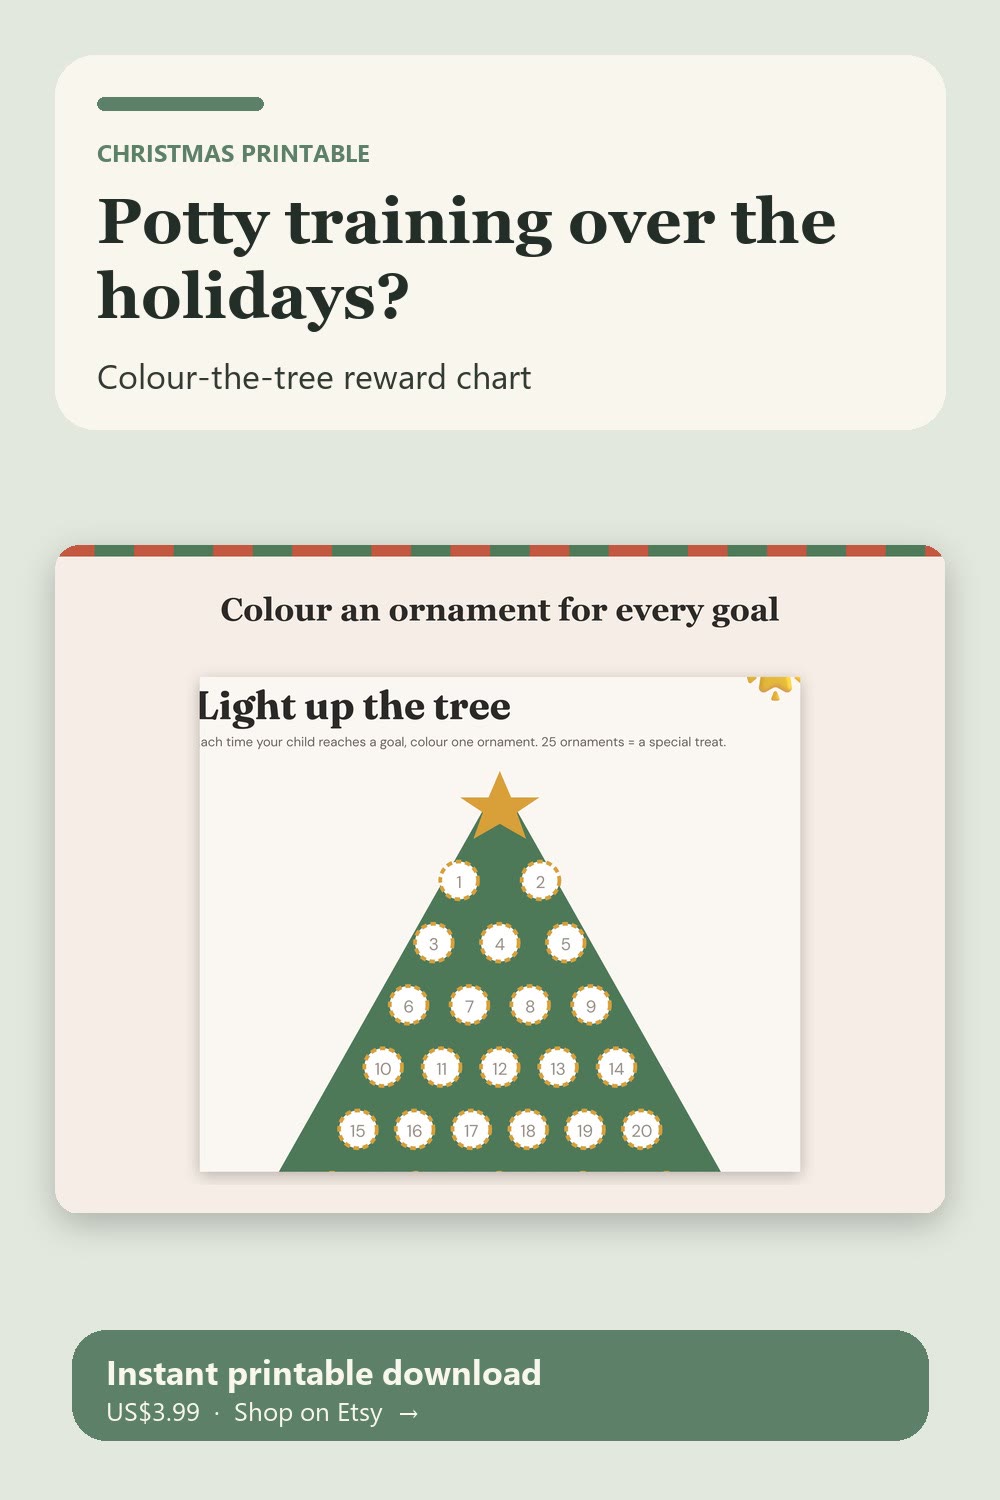 CHRISTMAS PRINTABLE
Potty training over the
holidays?
Colour-the-tree reward chart
Colour an ornament for every goal
Light up the tree
ach time your child reaches a goal, colour one ornament. 25 ornaments = a special treat.
1 2
3 4 5
6 7 8 9
10 11 12 13 14
15 16 17 18 19 20
Instant printable download
US$3.99 · Shop on Etsy →